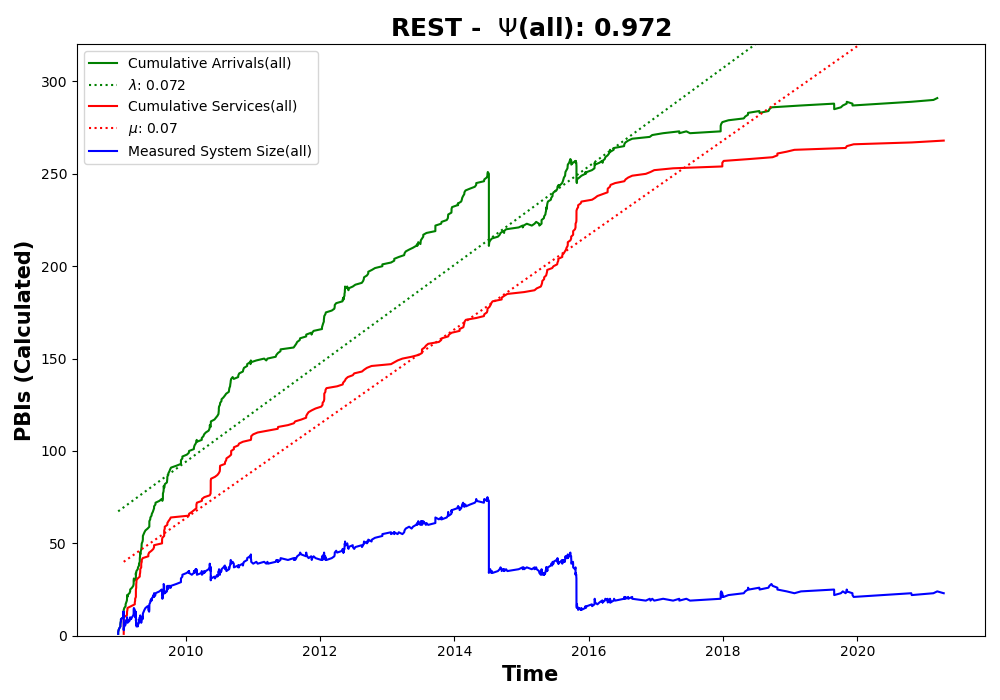 REST - Ψ(all): 0.972
Cumulative Arrivals(all)
λ: 0.072
Cumulative Services(all)
μ: 0.07
Measured System Size(all)
PBIs (Calculated)
300
250
200
150
100
50
0
2010 2012 2014 2016 2018 2020
Time